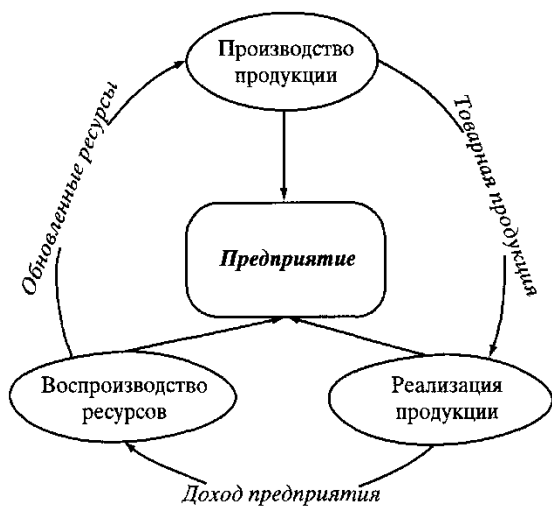 Производство
продукции
Обновленные ресурсы
Товарная продукция
Предприятие
Воспроизводство
ресурсов
Реализация
продукции
Доход предприятия